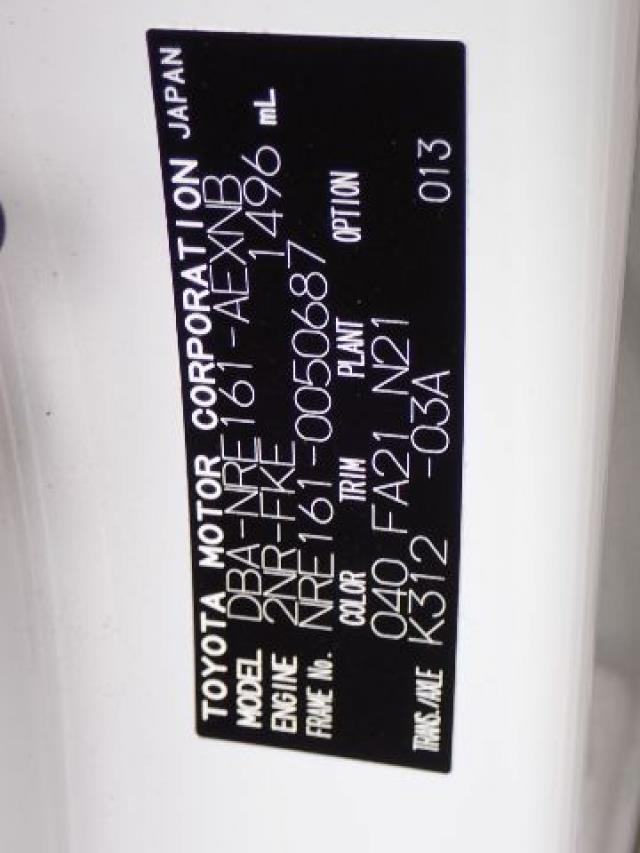 TOYOTA MOTOR CORPORATION JAPAN
MODEL DBA-NRE161-AEXNB
ENGINE 2NR-FKE 1496 mL
FRAME No. NRE161-0050687
COLOR TRIM PLANT OPTION
040 FA21 N21
TRANS./AXLE K312 -03A 013